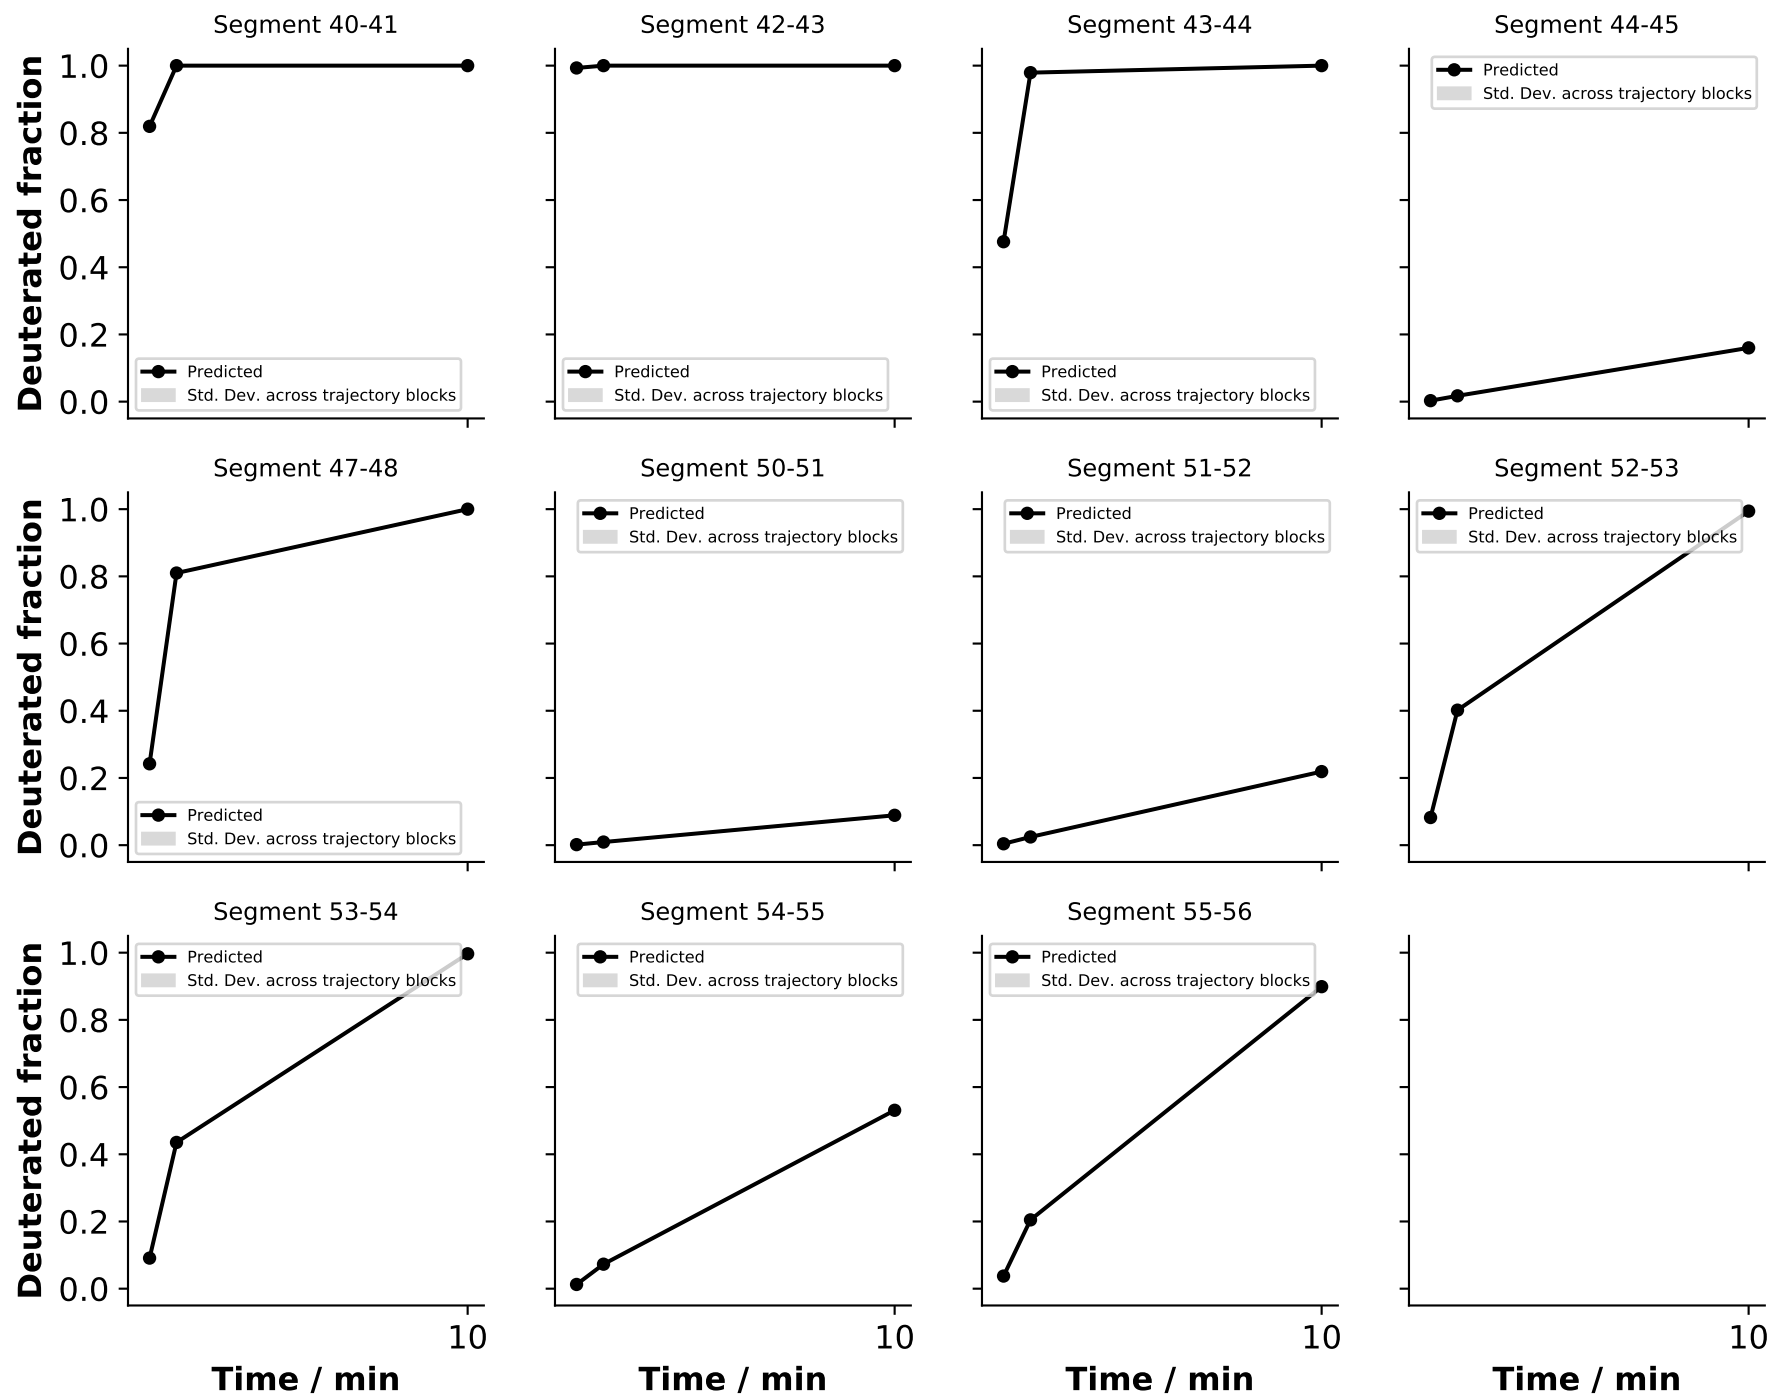 Segment 40-41
Segment 42-43
Segment 43-44
Segment 44-45
Deuterated fraction
1.0
0.8
0.6
0.4
0.2
0.0
Predicted
Std. Dev. across trajectory blocks
Predicted
Std. Dev. across trajectory blocks
Predicted
Std. Dev. across trajectory blocks
Predicted
Std. Dev. across trajectory blocks
Segment 47-48
Segment 50-51
Segment 51-52
Segment 52-53
Deuterated fraction
1.0
0.8
0.6
0.4
0.2
0.0
Predicted
Std. Dev. across trajectory blocks
Predicted
Std. Dev. across trajectory blocks
Predicted
Std. Dev. across trajectory blocks
Predicted
Std. Dev. across trajectory blocks
Segment 53-54
Segment 54-55
Segment 55-56
Deuterated fraction
1.0
0.8
0.6
0.4
0.2
0.0
Predicted
Std. Dev. across trajectory blocks
Predicted
Std. Dev. across trajectory blocks
Predicted
Std. Dev. across trajectory blocks
10
10
10
10
Time / min
Time / min
Time / min
Time / min